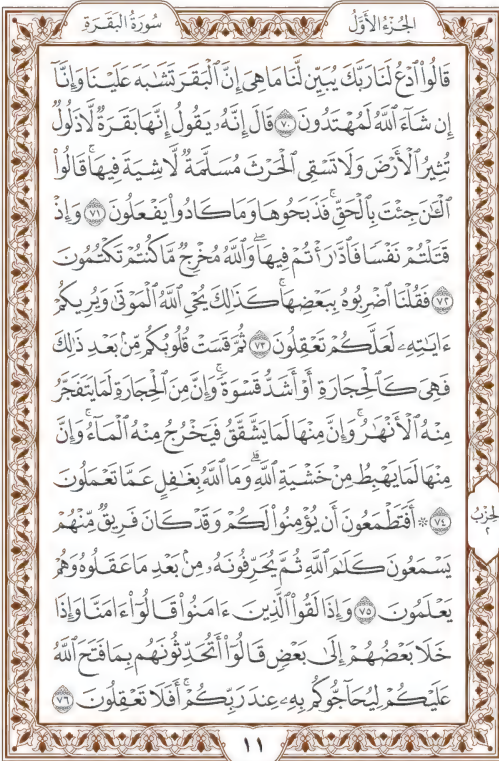 الجُزْءُ الأَوَّلُ
سُورَةُ البَقَرَةِ
قَالُوا۟ ٱدْعُ لَنَا رَبَّكَ يُبَيِّن لَّنَا مَا هِىَ إِنَّ ٱلْبَقَرَ تَشَـٰبَهَ عَلَيْنَا وَإِنَّآ
إِن شَآءَ ٱللَّهُ لَمُهْتَدُونَ ٧٠ قَالَ إِنَّهُۥ يَقُولُ إِنَّهَا بَقَرَةٌ لَّا ذَلُولٌ
تُثِيرُ ٱلْأَرْضَ وَلَا تَسْقِى ٱلْحَرْثَ مُسَلَّمَةٌ لَّا شِيَةَ فِيهَا ۚ قَالُوا۟
ٱلْـَٔـٰنَ جِئْتَ بِٱلْحَقِّ ۚ فَذَبَحُوهَا وَمَا كَادُوا۟ يَفْعَلُونَ ٧١ وَإِذْ
قَتَلْتُمْ نَفْسًا فَٱدَّٰرَْٰٔتُمْ فِيهَا ۖ وَٱللَّهُ مُخْرِجٌ مَّا كُنتُمْ تَكْتُمُونَ
٧٢ فَقُلْنَا ٱضْرِبُوهُ بِبَعْضِهَا ۚ كَذَٰلِكَ يُحْىِ ٱللَّهُ ٱلْمَوْتَىٰ وَيُرِيكُمْ
ءَايَـٰتِهِۦ لَعَلَّكُمْ تَعْقِلُونَ ٧٣ ثُمَّ قَسَتْ قُلُوبُكُم مِّنۢ بَعْدِ ذَٰلِكَ
فَهِىَ كَٱلْحِجَارَةِ أَوْ أَشَدُّ قَسْوَةً ۚ وَإِنَّ مِنَ ٱلْحِجَارَةِ لَمَا يَتَفَجَّرُ
مِنْهُ ٱلْأَنْهَـٰرُ ۚ وَإِنَّ مِنْهَا لَمَا يَشَّقَّقُ فَيَخْرُجُ مِنْهُ ٱلْمَآءُ ۚ وَإِنَّ
مِنْهَا لَمَا يَهْبِطُ مِنْ خَشْيَةِ ٱللَّهِ ۗ وَمَا ٱللَّهُ بِغَـٰفِلٍ عَمَّا تَعْمَلُونَ
٧٤ ۞ أَفَتَطْمَعُونَ أَن يُؤْمِنُوا۟ لَكُمْ وَقَدْ كَانَ فَرِيقٌ مِّنْهُمْ
الحِزْبُ
٢
يَسْمَعُونَ كَلَـٰمَ ٱللَّهِ ثُمَّ يُحَرِّفُونَهُۥ مِنۢ بَعْدِ مَا عَقَلُوهُ وَهُمْ
يَعْلَمُونَ ٧٥ وَإِذَا لَقُوا۟ ٱلَّذِينَ ءَامَنُوا۟ قَالُوٓا۟ ءَامَنَّا وَإِذَا
خَلَا بَعْضُهُمْ إِلَىٰ بَعْضٍ قَالُوٓا۟ أَتُحَدِّثُونَهُم بِمَا فَتَحَ ٱللَّهُ
عَلَيْكُمْ لِيُحَآجُّوكُم بِهِۦ عِندَ رَبِّكُمْ ۚ أَفَلَا تَعْقِلُونَ ٧٦
١١